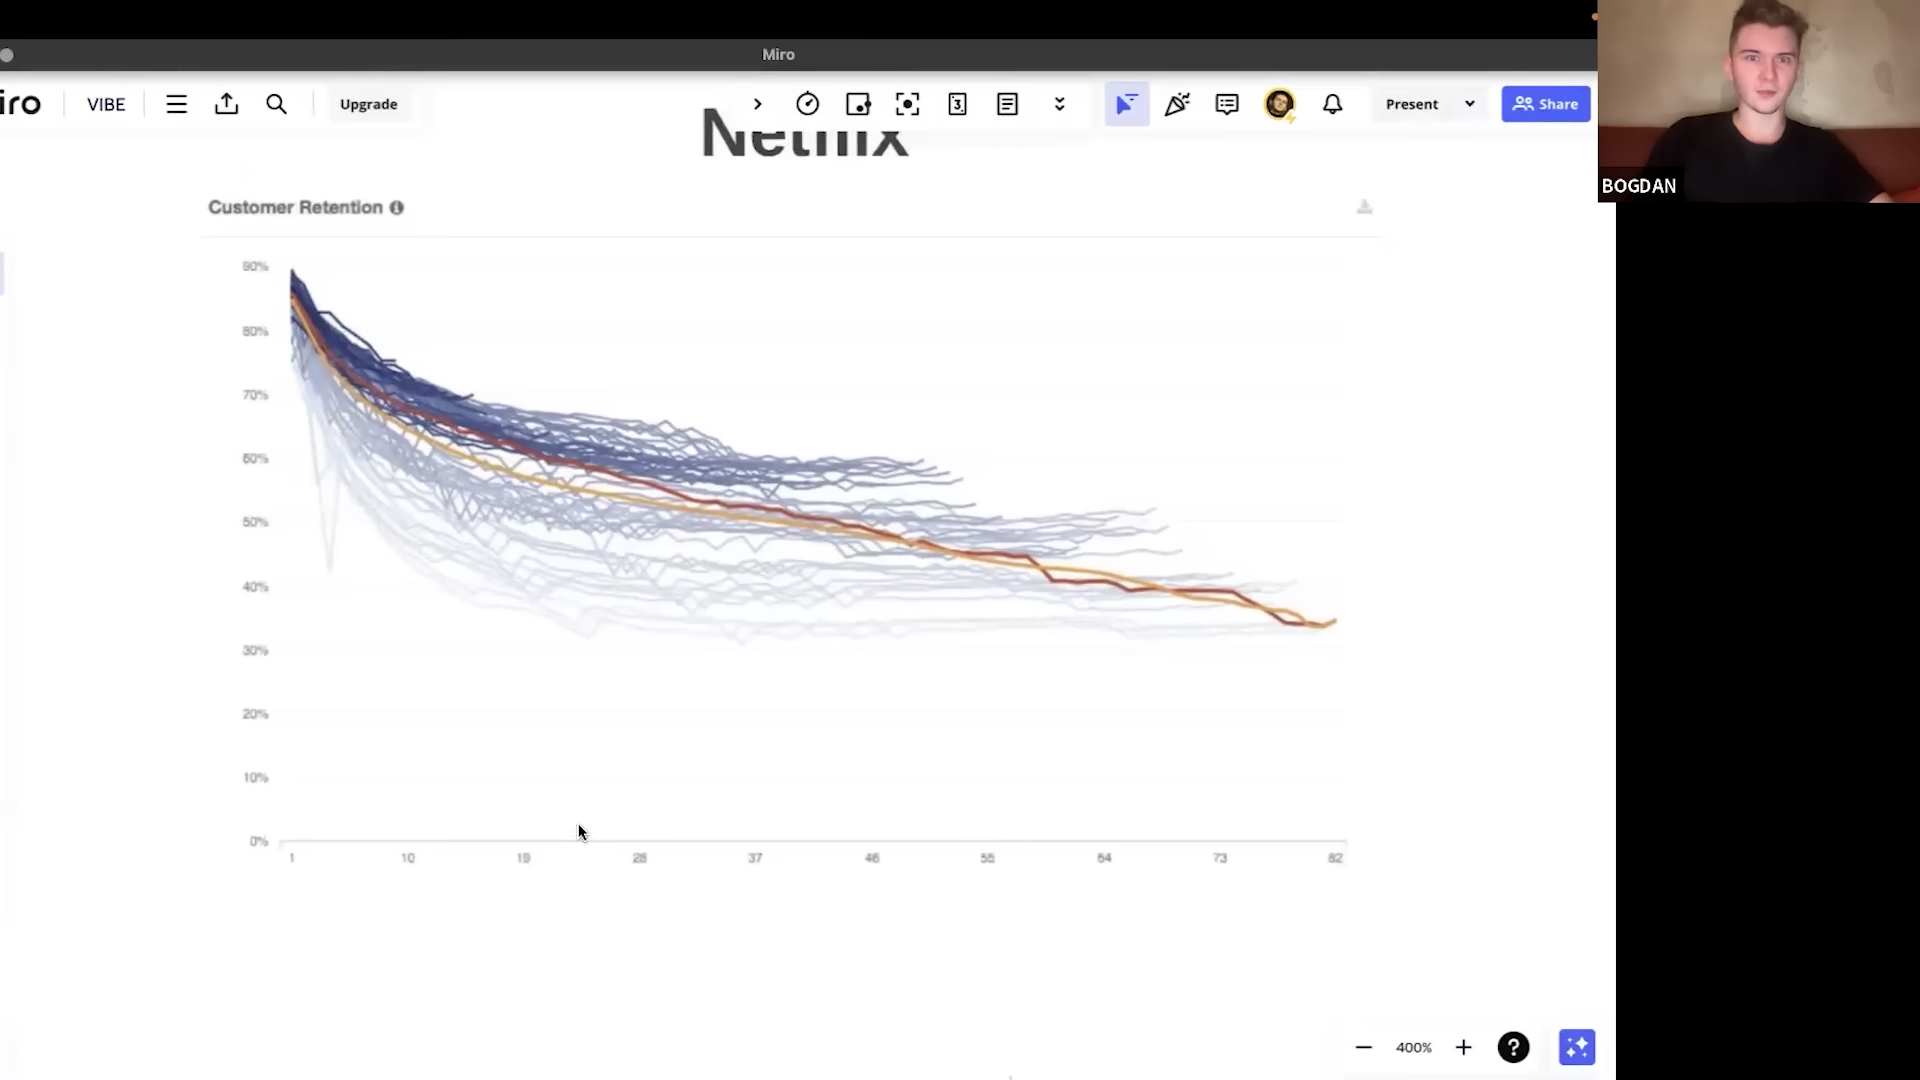 Miro
iro
VIBE
Upgrade
3
Present
Share
BOGDAN
Netflix
Customer Retention
90%
80%
70%
60%
50%
40%
30%
20%
10%
0%
1 10 19 28 37 46 55 64 73 82
400%
?